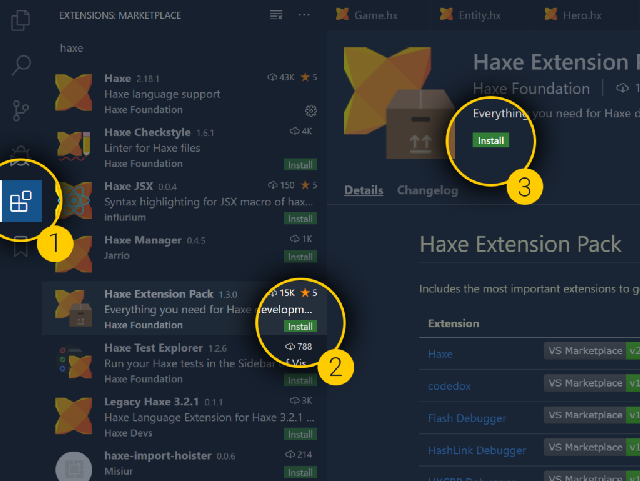 EXTENSIONS: MARKETPLACE
Game.hx
Entity.hx
Hero.hx
haxe
Haxe 2.18.1 43K 5
Haxe language support
Haxe Foundation
Haxe Checkstyle 1.6.1 4K
Linter for Haxe files
Haxe Foundation Install
Haxe JSX 0.0.4 150 5
Syntax highlighting for JSX macro of hax...
influrium Install
Haxe Manager 0.4.5 1K
Jarrio Install
Haxe Extension Pack 1.3.0 15K 5
Everything you need for Haxe developm...
Haxe Foundation Install
Haxe Test Explorer 1.2.6 788
Run your Haxe tests in the Sidebar of Vis
Haxe Foundation Install
Legacy Haxe 3.2.1 0.1.1 3K
Haxe Language Extension for Haxe 3.2.1 ...
Haxe Devs Install
haxe-import-hoister 0.0.6 214
Misiur Install
1
2
Haxe Extension
Haxe Foundation
Everything you need for Haxe d
Install
3
Details Changelog
Haxe Extension Pack
Includes the most important extensions to g
Extension
Haxe VS Marketplace v2
codedox VS Marketplace v1
Flash Debugger VS Marketplace v1
HashLink Debugger VS Marketplace v1